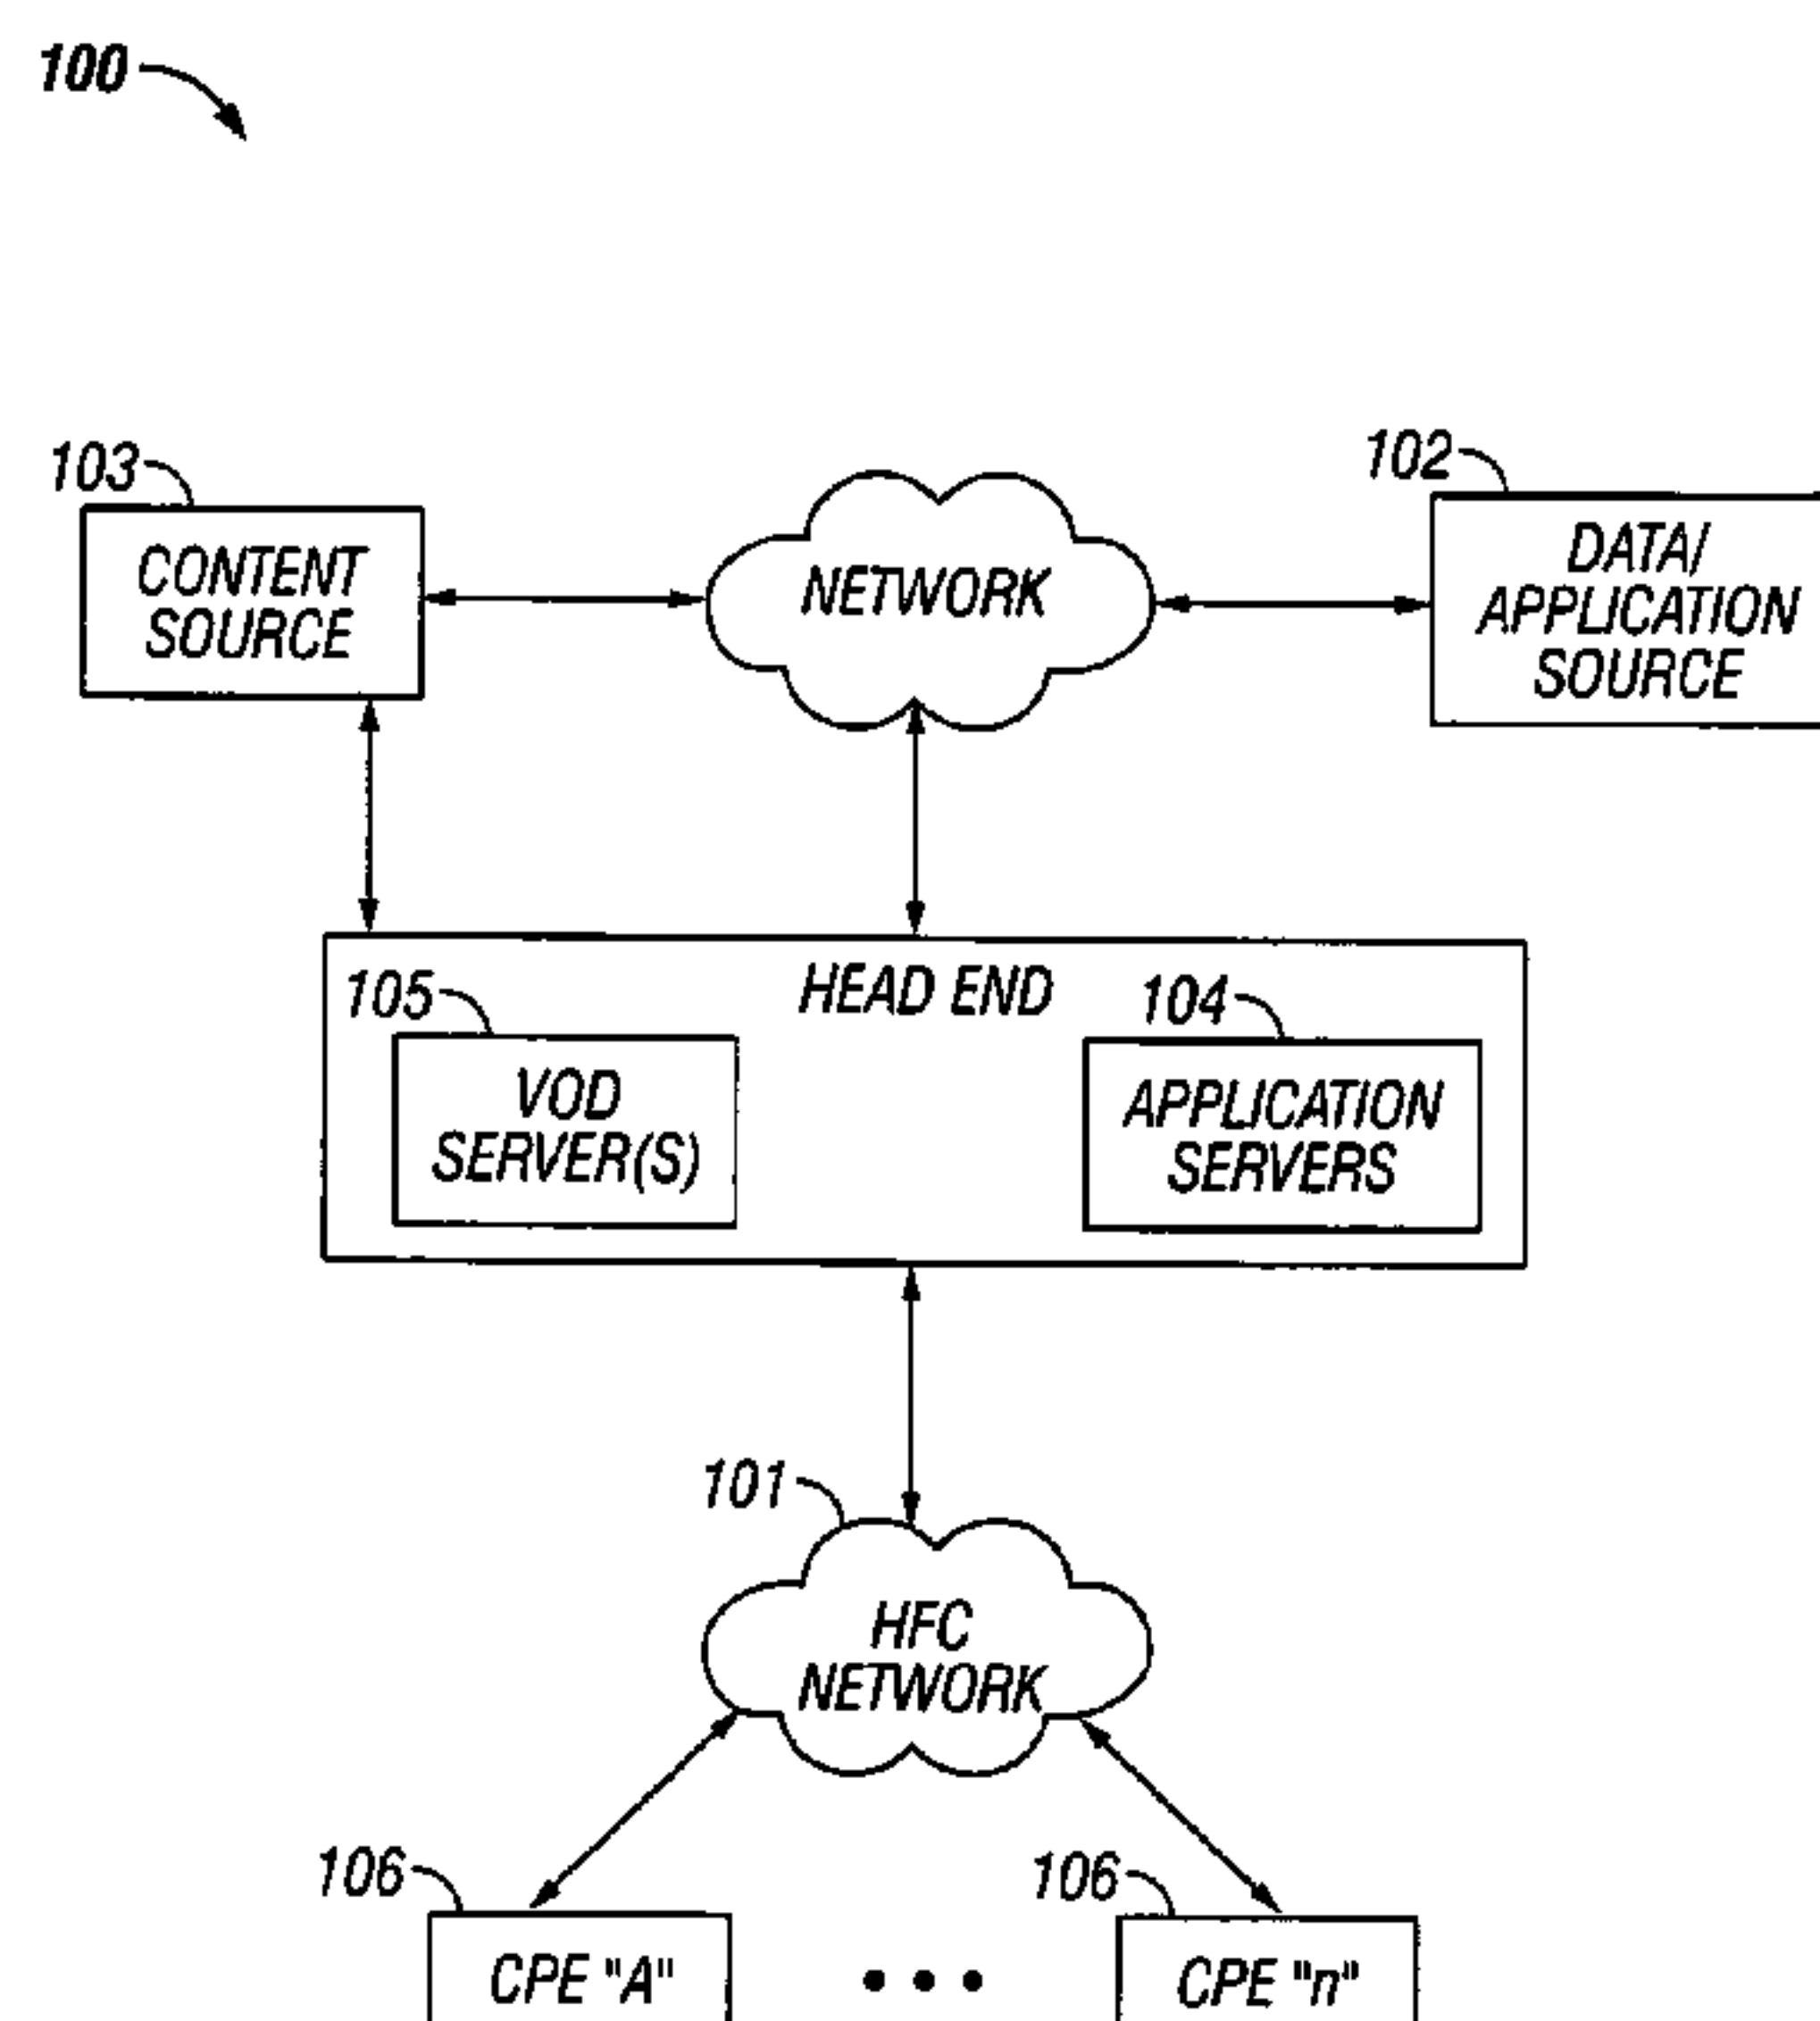 100
103
102
CONTENT
SOURCE
NETWORK
DATA/
APPLICATION
SOURCE
HEAD END
105
104
VOD
SERVER(S)
APPLICATION
SERVERS
101
HFC
NETWORK
106
106
CPE "A"
• • •
CPE "n"